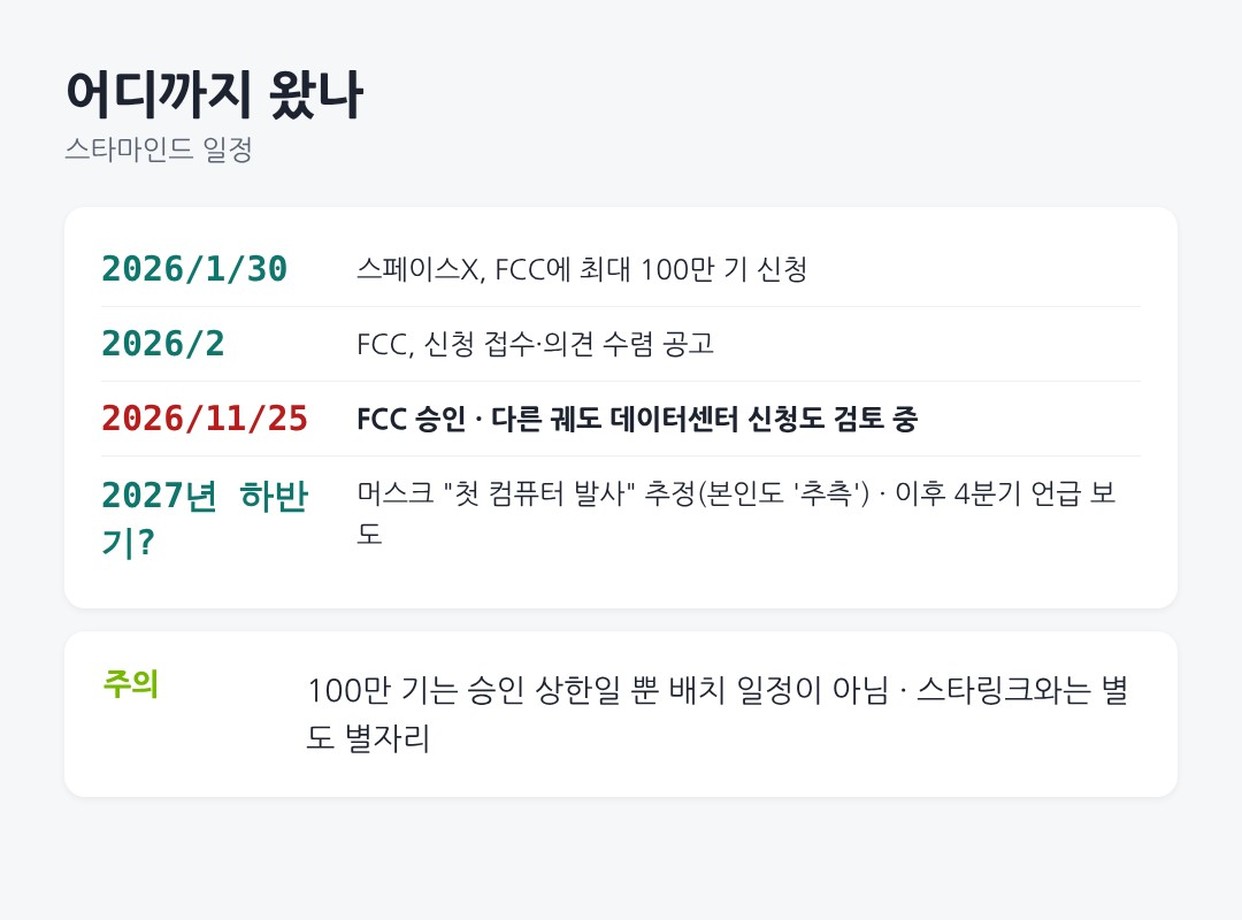 어디까지 왔나
스타마인드 일정
2026/1/30 스페이스X, FCC에 최대 100만 기 신청
2026/2 FCC, 신청 접수·의견 수렴 공고
2026/11/25 FCC 승인 · 다른 궤도 데이터센터 신청도 검토 중
2027년 하반 머스크 "첫 컴퓨터 발사" 추정(본인도 '추측') · 이후 4분기 언급 보
기? 도
주의 100만 기는 승인 상한일 뿐 배치 일정이 아님 · 스타링크와는 별
도 별자리